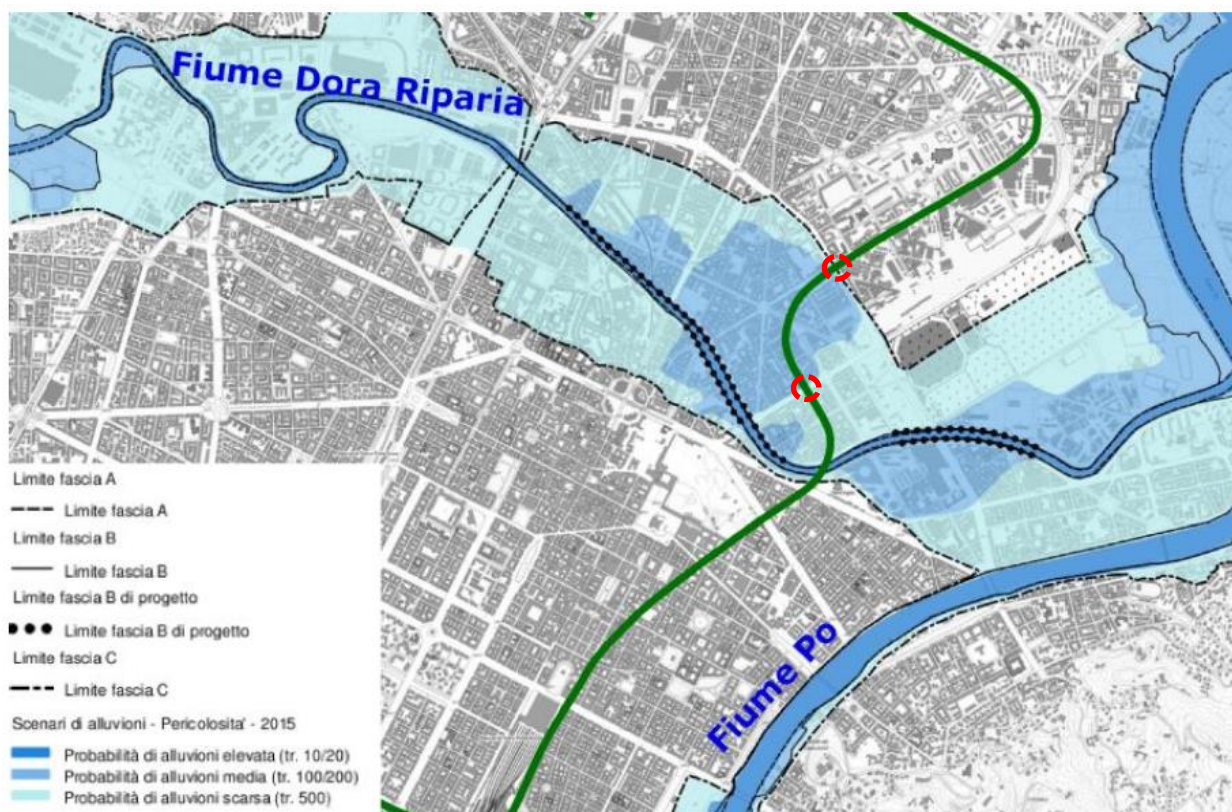 Fiume Dora Riparia
Fiume Po
Limite fascia A
Limite fascia A
Limite fascia B
Limite fascia B
Limite fascia B di progetto
Limite fascia B di progetto
Limite fascia C
Limite fascia C
Scenari di alluvioni - Pericolosita' - 2015
Probabilità di alluvioni elevata (tr. 10/20)
Probabilità di alluvioni media (tr. 100/200)
Probabilità di alluvioni scarsa (tr. 500)